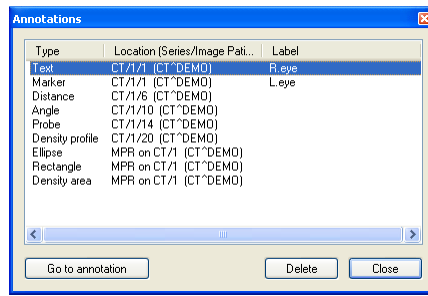 Annotations
Type Location (Series/Image Pati... Label
Text CT/1/1 (CT^DEMO) R.eye
Marker CT/1/1 (CT^DEMO) L.eye
Distance CT/1/6 (CT^DEMO)
Angle CT/1/10 (CT^DEMO)
Probe CT/1/14 (CT^DEMO)
Density profile CT/1/20 (CT^DEMO)
Ellipse MPR on CT/1 (CT^DEMO)
Rectangle MPR on CT/1 (CT^DEMO)
Density area MPR on CT/1 (CT^DEMO)
Go to annotation Delete Close